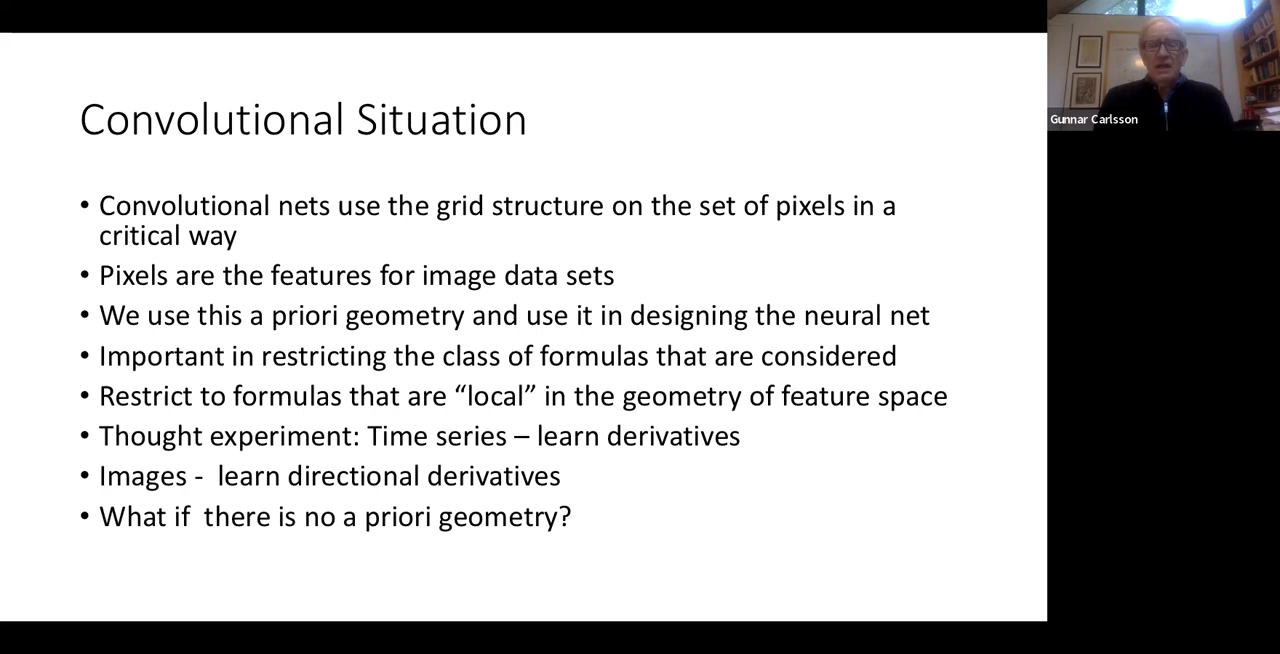 Convolutional Situation
• Convolutional nets use the grid structure on the set of pixels in a
critical way
• Pixels are the features for image data sets
• We use this a priori geometry and use it in designing the neural net
• Important in restricting the class of formulas that are considered
• Restrict to formulas that are “local” in the geometry of feature space
• Thought experiment: Time series – learn derivatives
• Images - learn directional derivatives
• What if there is no a priori geometry?
Gunnar Carlsson